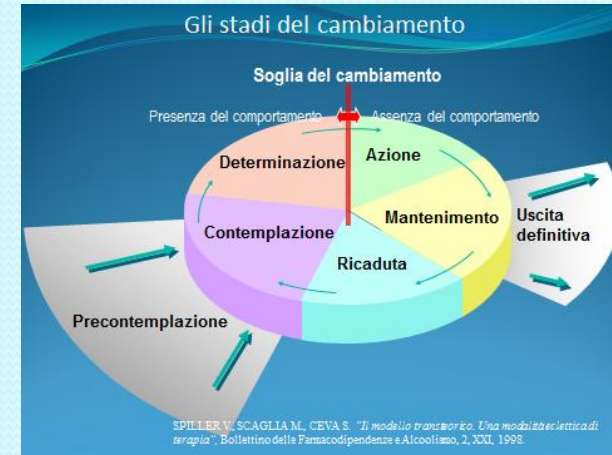 Gli stadi del cambiamento
Soglia del cambiamento
Presenza del comportamento
Assenza del comportamento
Determinazione
Azione
Contemplazione
Mantenimento
Uscita
definitiva
Ricaduta
Precontemplazione
SPILLER V., SCAGLIA M., CEVA S. "Il modello transteorico. Una modalità eclettica di
terapia", Bollettino delle Farmacodipendenze e Alcoolismo, 2, XXI, 1998.